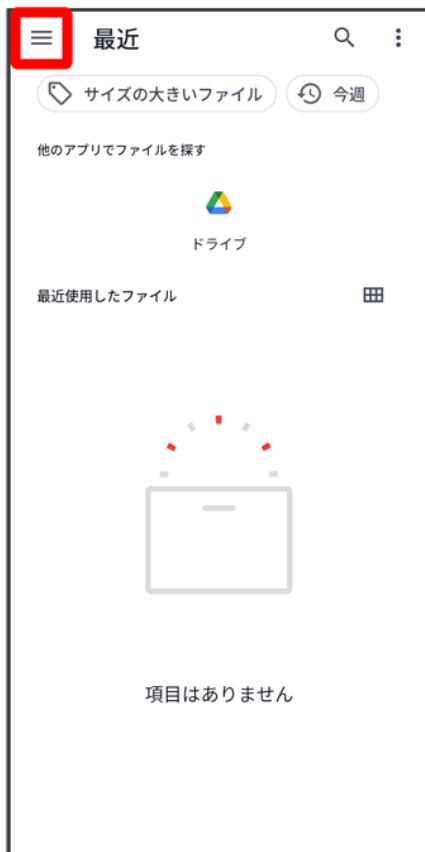 最近
サイズの大きいファイル
今週
他のアプリでファイルを探す
ドライブ
最近使用したファイル
項目はありません